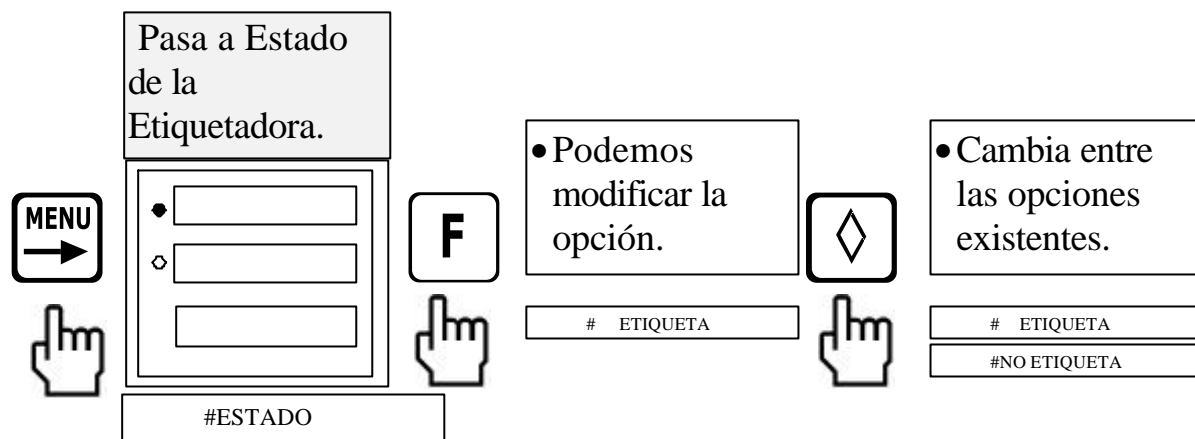 Pasa a Estado
de la
Etiquetadora.
MENU
#ESTADO
F
•Podemos
modificar la
opción.
# ETIQUETA
•Cambia entre
las opciones
existentes.
# ETIQUETA
#NO ETIQUETA